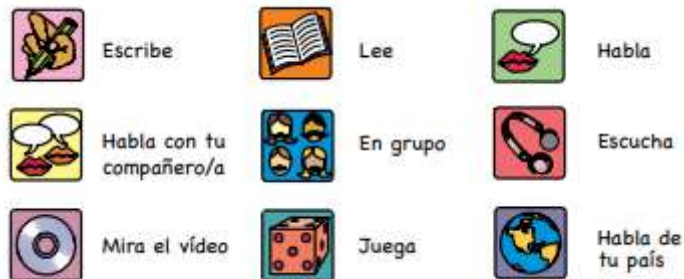 Escribe
Lee
Habla
Habla con tu
compañero/a
En grupo
Escucha
Mira el vídeo
Juega
Habla de
tu país